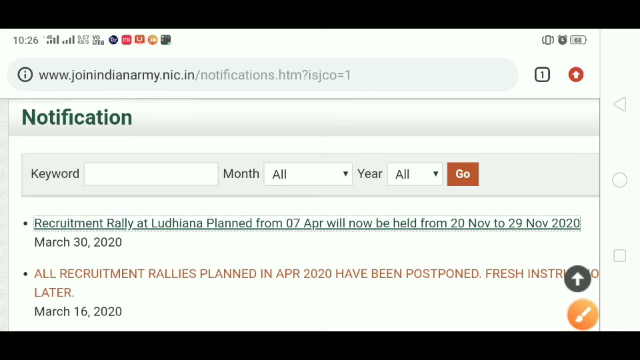 10:26 68
www.joinindianarmy.nic.in/notifications.htm?isjco=1 1
Notification
Keyword Month All Year All Go
Recruitment Rally at Ludhiana Planned from 07 Apr will now be held from 20 Nov to 29 Nov 2020
March 30, 2020
ALL RECRUITMENT RALLIES PLANNED IN APR 2020 HAVE BEEN POSTPONED. FRESH
LATER.
March 16, 2020